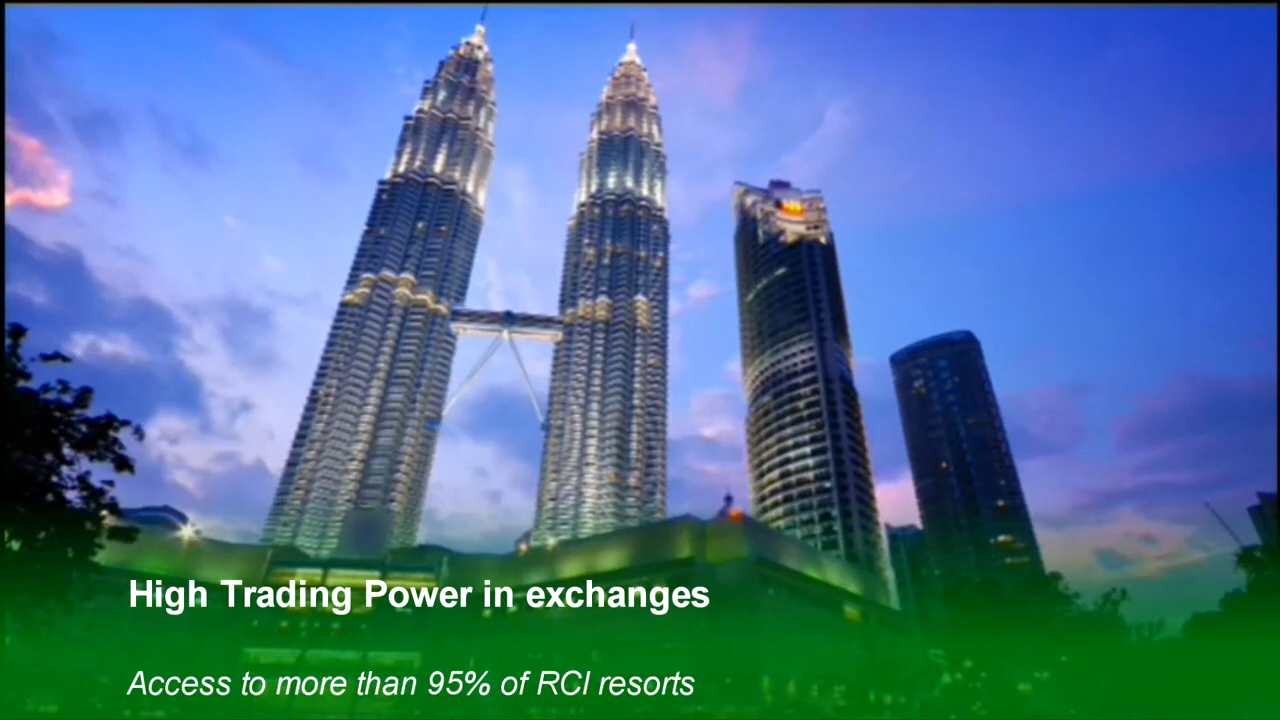 High Trading Power in exchanges
Access to more than 95% of RCI resorts